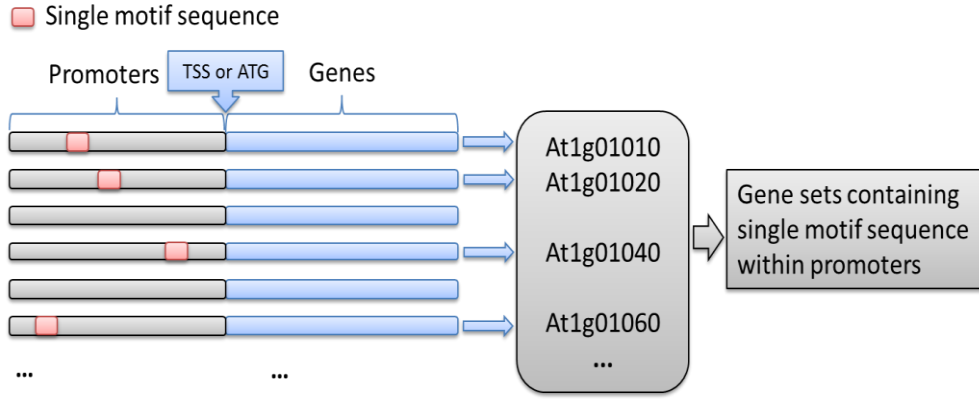 Single motif sequence
Promoters
TSS or ATG
Genes
At1g01010
At1g01020
At1g01040
At1g01060
...
Gene sets containing
single motif sequence
within promoters
...
...